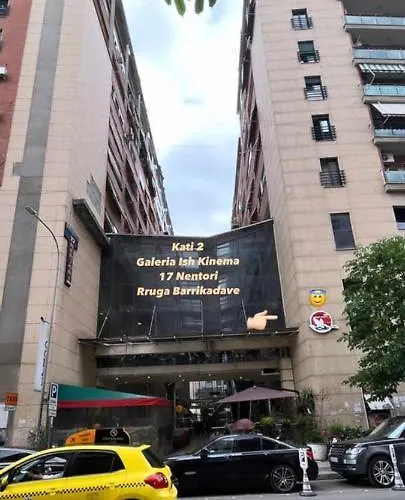 Kati 2
Galeria Ish Kinema
17 Nentori
Rruga Barrikadave
P